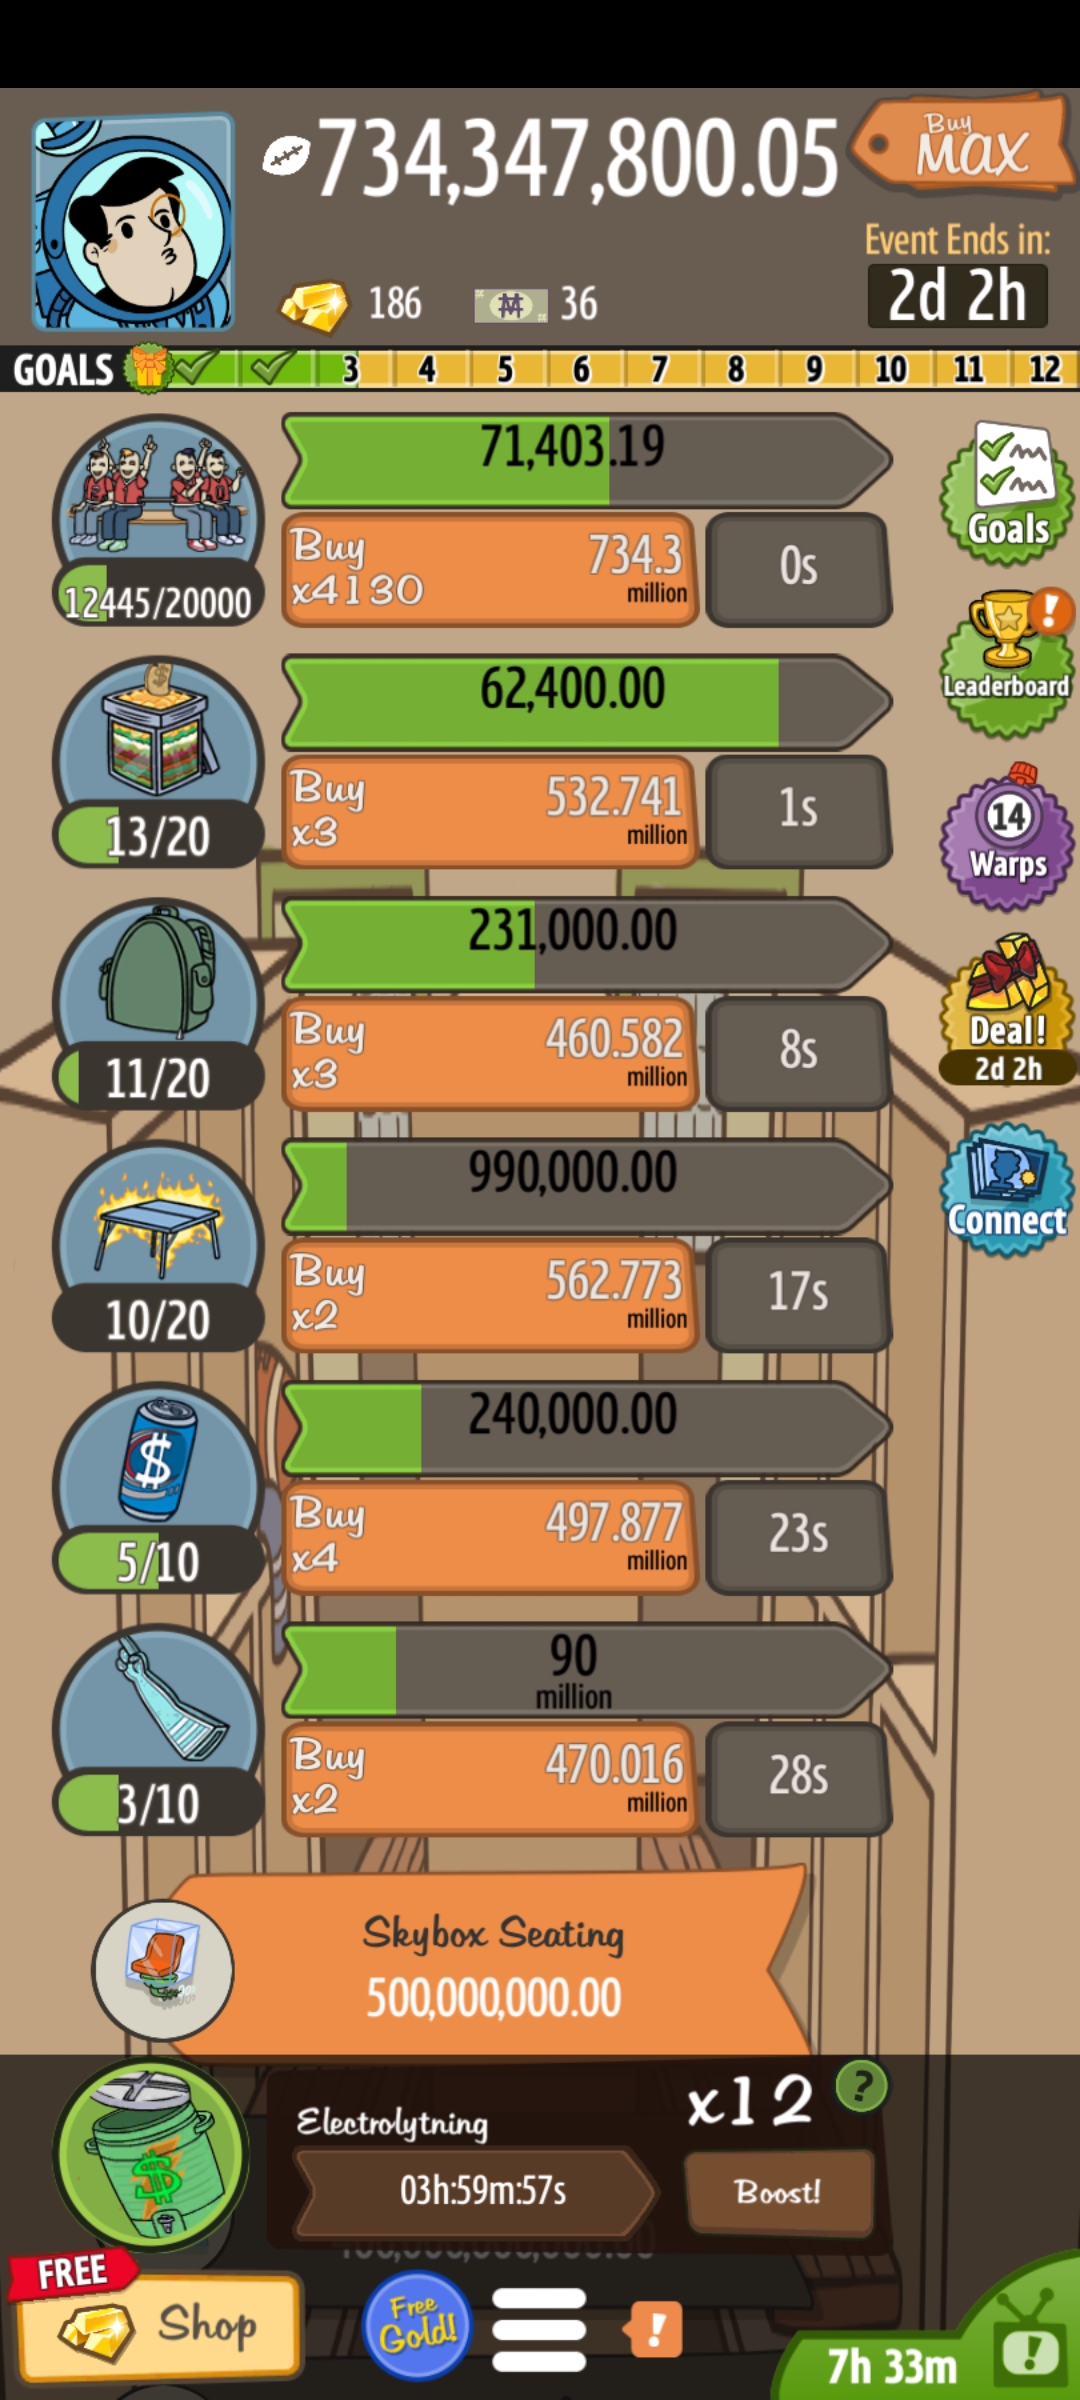 734,347,800.05
Buy
Max
Event Ends in:
2d 2h
186
36
GOALS 3 4 5 6 7 8 9 10 11 12
71,403.19
Buy
x4130
734.3
million
0s
12445/20000
62,400.00
Buy
x3
532.741
million
1s
13/20
231,000.00
Buy
x3
460.582
million
8s
11/20
990,000.00
Buy
x2
562.773
million
17s
10/20
240,000.00
Buy
x4
497.877
million
23s
5/10
90
million
Buy
x2
470.016
million
28s
3/10
Goals
!
Leaderboard
14
Warps
Deal!
2d 2h
Connect
Skybox Seating
500,000,000.00
Electrolytning
x12
?
03h:59m:57s
Boost!
FREE
Shop
Free
Gold!
!
7h 33m
!